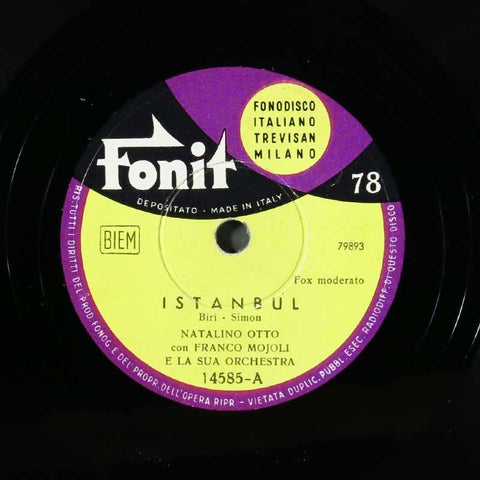 FONODISCO
ITALIANO
TREVISAN
MILANO
Fonit
78
DEPOSITATO · MADE IN ITALY
BIEM
79893
Fox moderato
ISTANBUL
Biri - Simon
NATALINO OTTO
con FRANCO MOJOLI
E LA SUA ORCHESTRA
14585-A
RIS. TUTTI I DIRITTI DEL PROD. FONOG. E DEL PROPR. DELL'OPERA RIPR. - VIETATA DUPLIC. PUBBL. ESEC. RADIODIFF. DI QUESTO DISCO